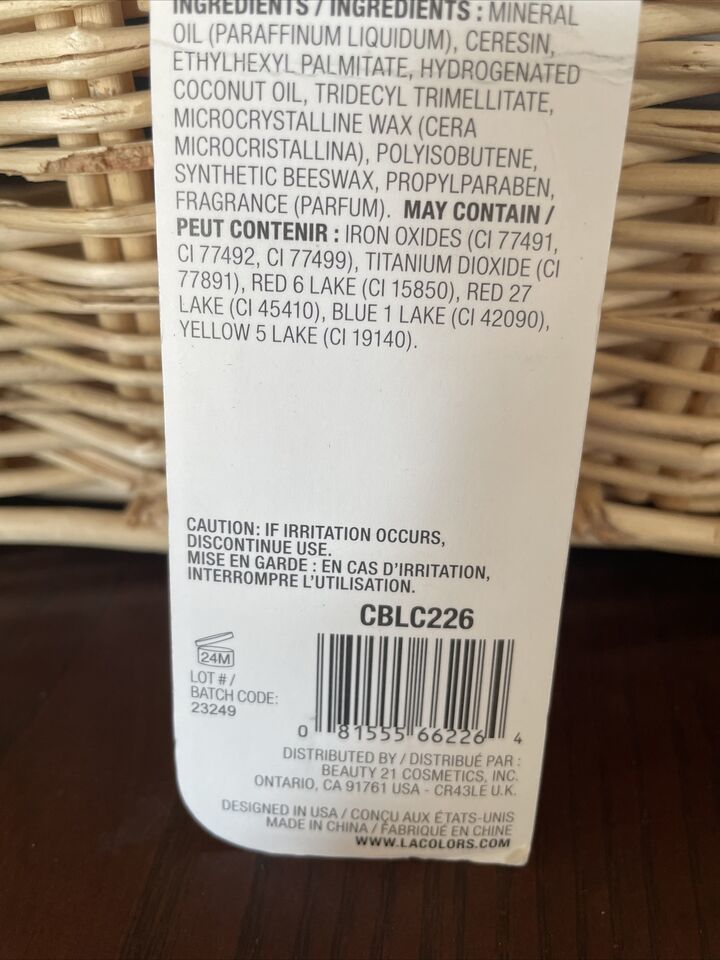 INGREDIENTS / INGRÉDIENTS : MINERAL
OIL (PARAFFINUM LIQUIDUM), CERESIN,
ETHYLHEXYL PALMITATE, HYDROGENATED
COCONUT OIL, TRIDECYL TRIMELLITATE,
MICROCRYSTALLINE WAX (CERA
MICROCRISTALLINA), POLYISOBUTENE,
SYNTHETIC BEESWAX, PROPYLPARABEN,
FRAGRANCE (PARFUM). MAY CONTAIN /
PEUT CONTENIR : IRON OXIDES (CI 77491,
CI 77492, CI 77499), TITANIUM DIOXIDE (CI
77891), RED 6 LAKE (CI 15850), RED 27
LAKE (CI 45410), BLUE 1 LAKE (CI 42090),
YELLOW 5 LAKE (CI 19140).
CAUTION: IF IRRITATION OCCURS,
DISCONTINUE USE.
MISE EN GARDE : EN CAS D'IRRITATION,
INTERROMPRE L'UTILISATION.
CBLC226
24M
LOT # /
BATCH CODE:
23249
0 81555 66226 4
DISTRIBUTED BY / DISTRIBUÉ PAR :
BEAUTY 21 COSMETICS, INC.
ONTARIO, CA 91761 USA - CR43LE U.K.
DESIGNED IN USA / CONÇU AUX ÉTATS-UNIS
MADE IN CHINA / FABRIQUÉ EN CHINE
WWW.LACOLORS.COM